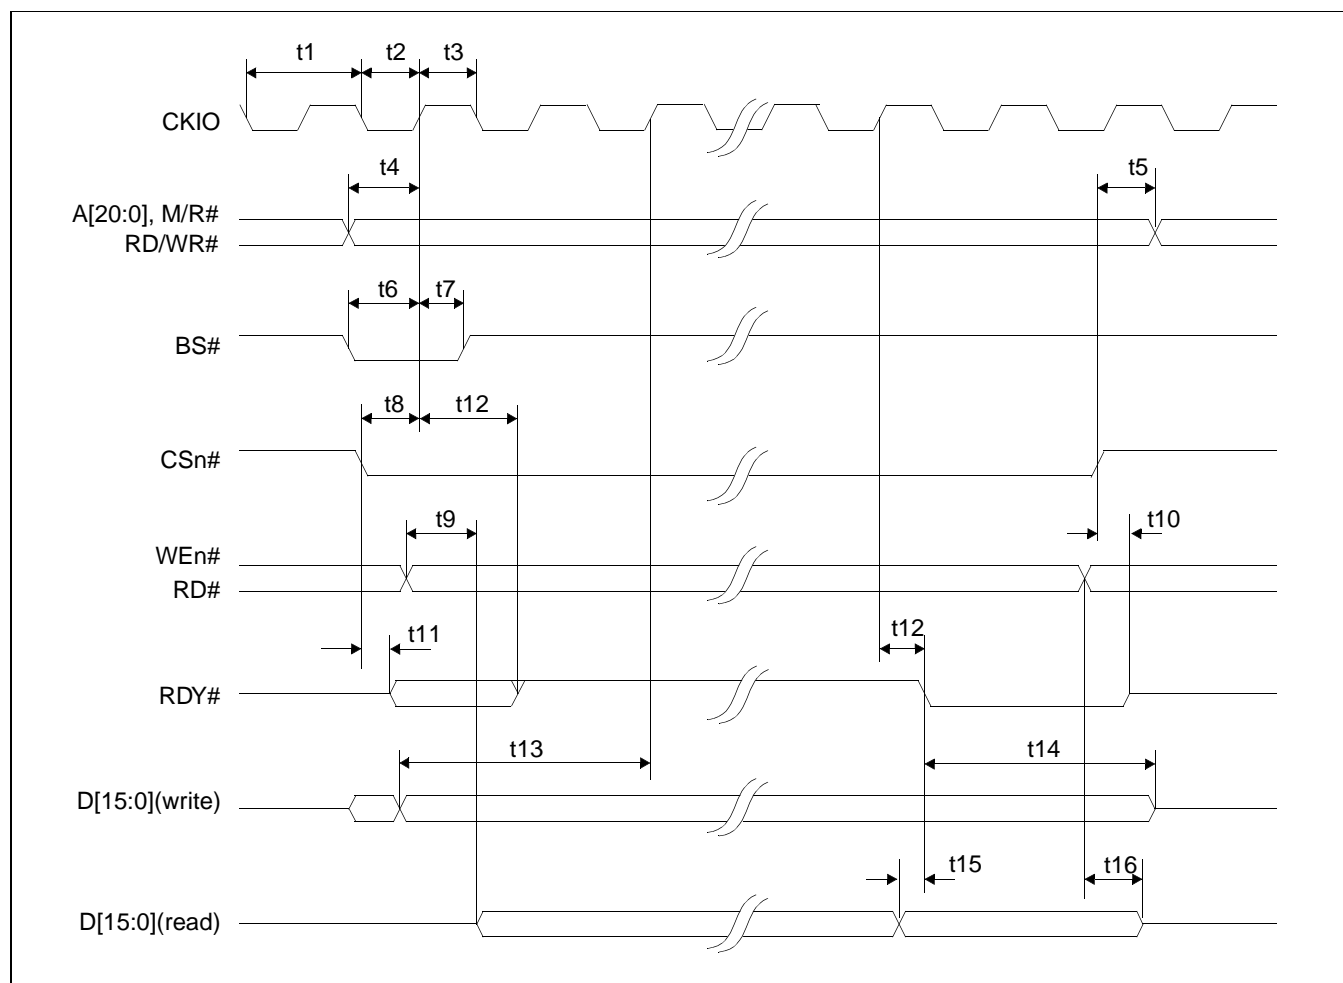 t1 t2 t3
CKIO
t4 t5
A[20:0], M/R#
RD/WR#
t6 t7
BS#
t8 t12
CSn#
t9 t10
WEn#
RD#
t11 t12
RDY#
t13 t14
D[15:0](write)
t15 t16
D[15:0](read)